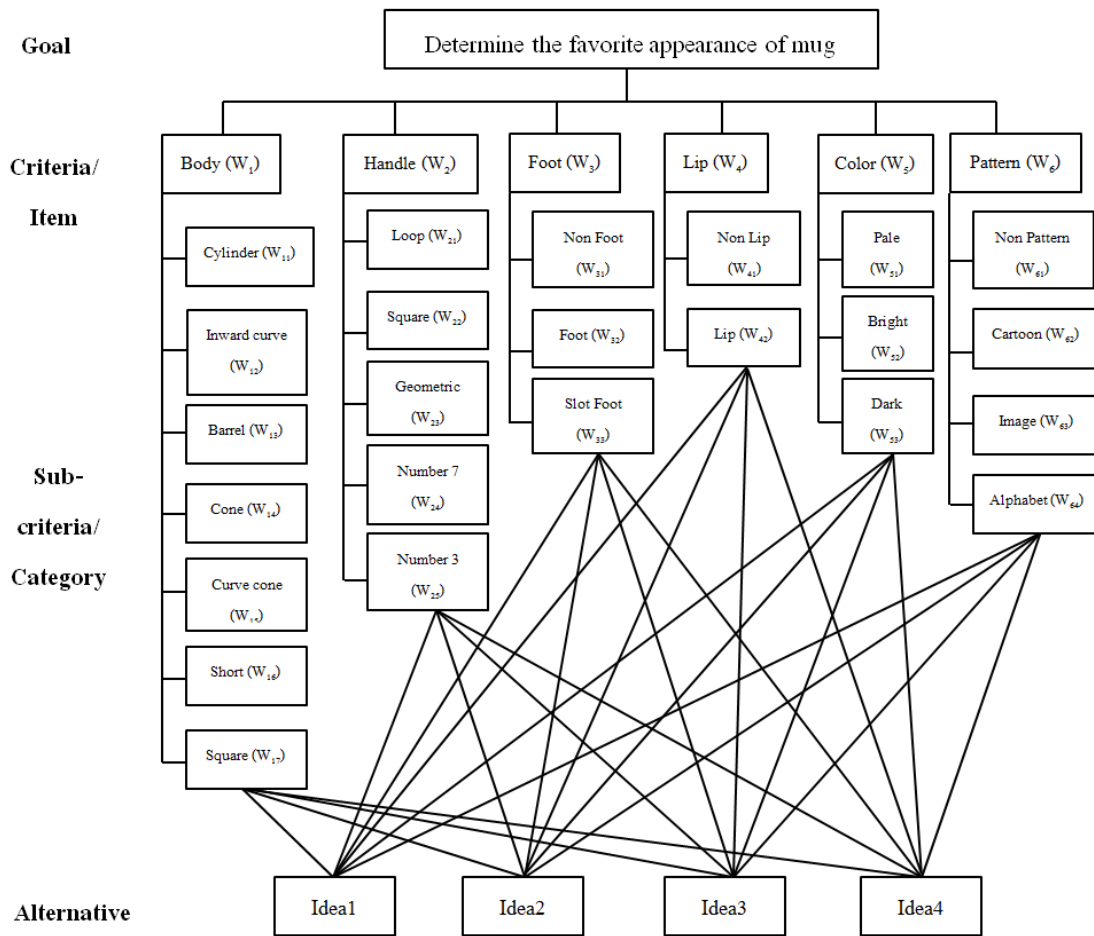 Goal
Determine the favorite appearance of mug
Criteria/
Item
Body (W₁)
Handle (W₂)
Foot (W₃)
Lip (W₄)
Color (W₅)
Pattern (W₆)
Sub-
criteria/
Category
Cylinder (W₁₁)
Inward curve
(W₁₂)
Barrel (W₁₃)
Cone (W₁₄)
Curve cone
(W₁₅)
Short (W₁₆)
Square (W₁₇)
Loop (W₂₁)
Square (W₂₂)
Geometric
(W₂₃)
Number 7
(W₂₄)
Number 3
(W₂₅)
Non Foot
(W₃₁)
Foot (W₃₂)
Slot Foot
(W₃₃)
Non Lip
(W₄₁)
Lip (W₄₂)
Pale
(W₅₁)
Bright
(W₅₂)
Dark
(W₅₃)
Non Pattern
(W₆₁)
Cartoon (W₆₂)
Image (W₆₃)
Alphabet (W₆₄)
Alternative
Idea1
Idea2
Idea3
Idea4